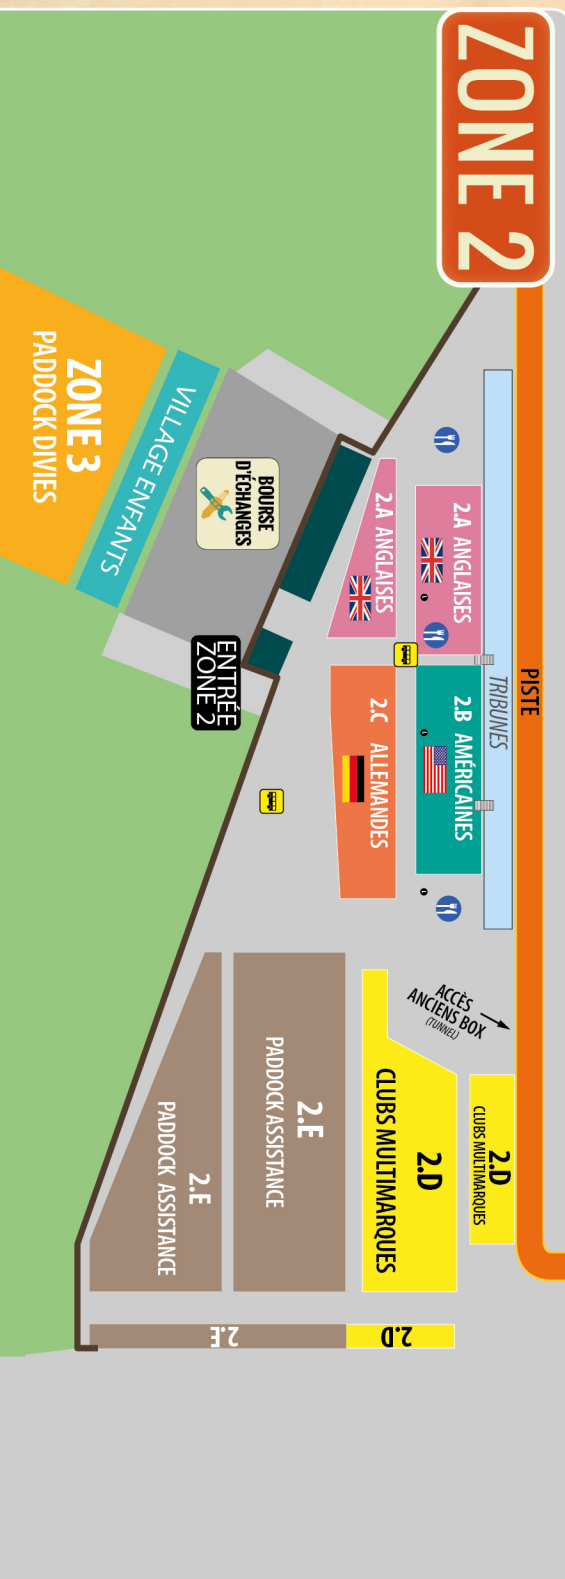 ZONE 2
PISTE
TRIBUNES
2.A ANGLAISES
2.B AMÉRICAINES
2.A ANGLAISES
2.C ALLEMANDES
ACCÈS
ANCIENS BOX
(TUNNEL)
2.D
CLUBS MULTIMARQUES
2.D
CLUBS MULTIMARQUES
2.D
2.E
PADDOCK ASSISTANCE
2.E
PADDOCK ASSISTANCE
2.E
BOURSE
D'ÉCHANGES
ENTRÉE
ZONE 2
VILLAGE ENFANTS
ZONE 3
PADDOCK DIVIES